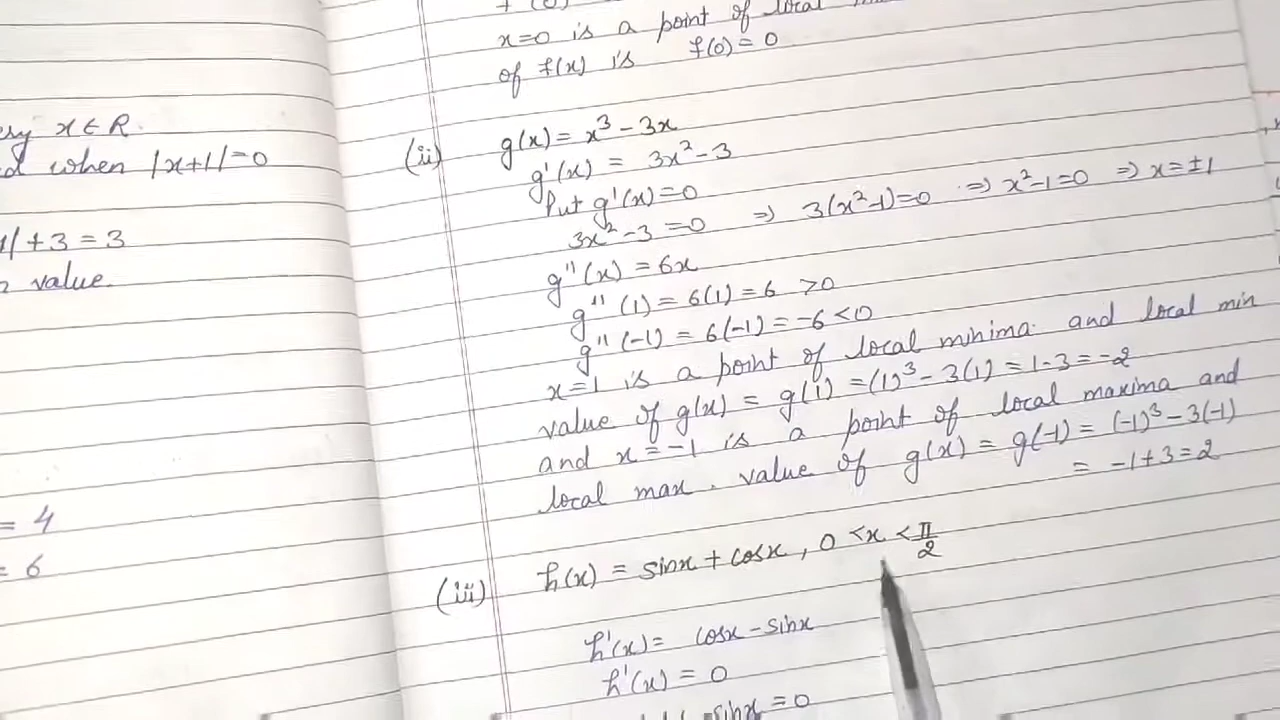 x ∈ R.
when |x+1|=0
+3 = 3
value.
= 4
= 6
x=0 is a point of local
of f(x) is f(0) = 0
(ii) g(x) = x³ - 3x
g'(x) = 3x² - 3
Put g'(x) = 0
3x² - 3 = 0 ⇒ 3(x²-1)=0 ⇒ x²-1=0 ⇒ x=±1
g''(x) = 6x
g''(1) = 6(1) = 6 >0
g''(-1) = 6(-1) = -6 <0
x=1 is a point of local minima and local min
value of g(x) = g(1) = (1)³ - 3(1) = 1-3 = -2
and x = -1 is a point of local maxima and
local max. value of g(x) = g(-1) = (-1)³ - 3(-1)
= -1+3 = 2
(iii) h(x) = sinx + cosx, 0 <x < π/2
h'(x) = cosx - sinx
h'(x) = 0
-sinx = 0